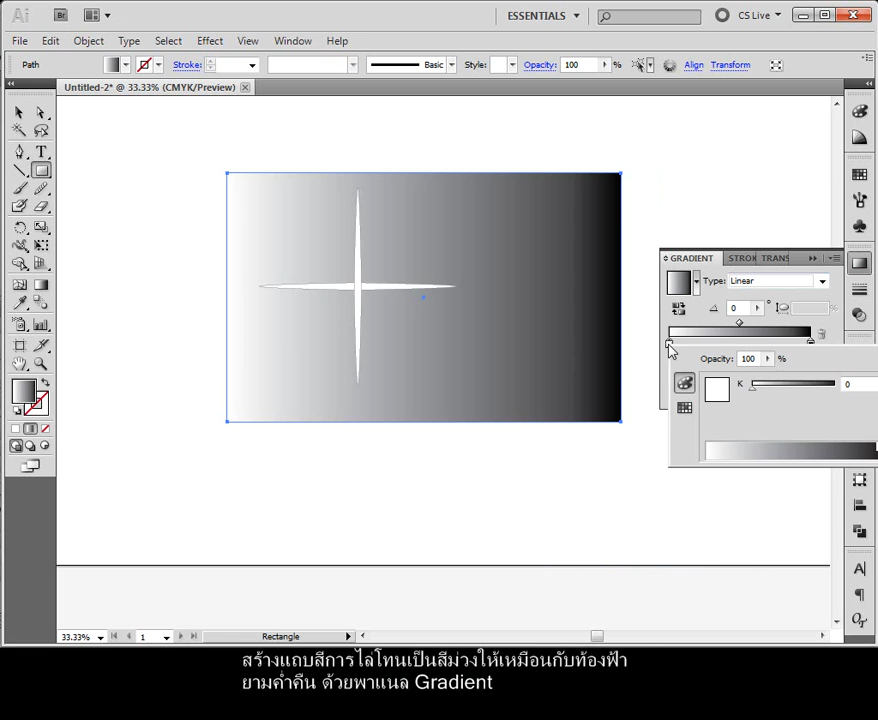 Ai Br ESSENTIALS CS Live
File Edit Object Type Select Effect View Window Help
Path Stroke: Basic Style: Opacity: 100 % Align Transform
Untitled-2* @ 33.33% (CMYK/Preview)
GRADIENT STROK TRANS
Type: Linear
0 ° %
Opacity: 100 %
K 0
33.33% 1 Rectangle
สร้างแถบสีการไล่โทนเป็นสีม่วงให้เหมือนกับท้องฟ้า
ยามค่ำคืน ด้วยพาแนล Gradient